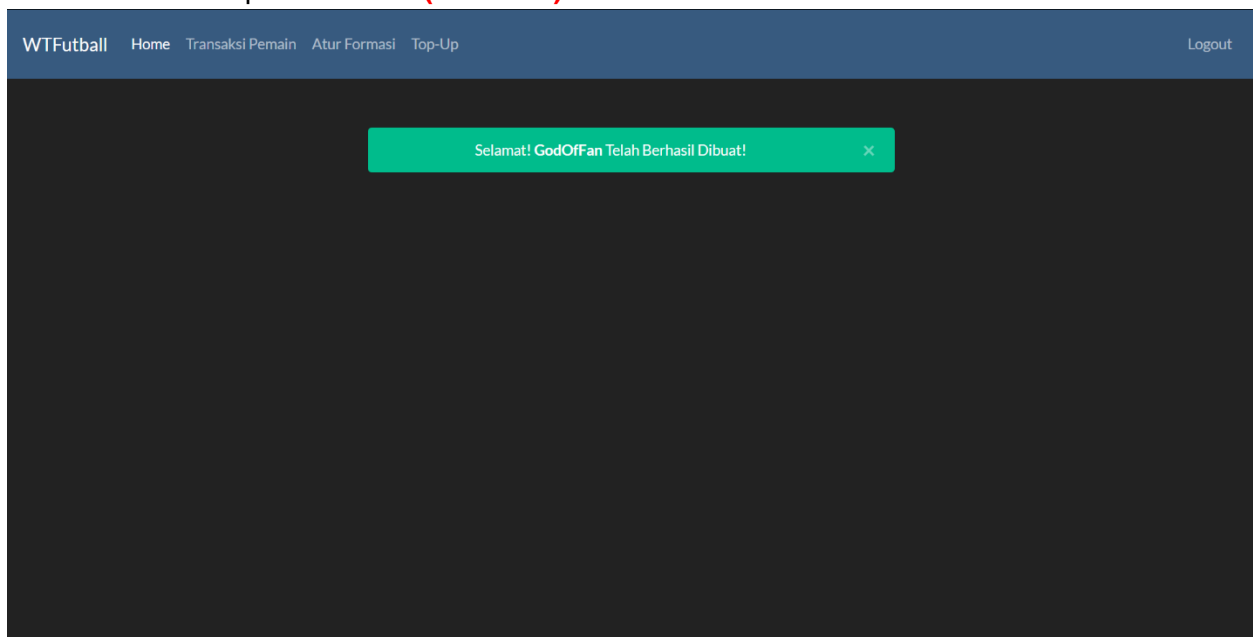 WTFutball Home Transaksi Pemain Atur Formasi Top-Up Logout
Selamat! GodOfFan Telah Berhasil Dibuat! ×